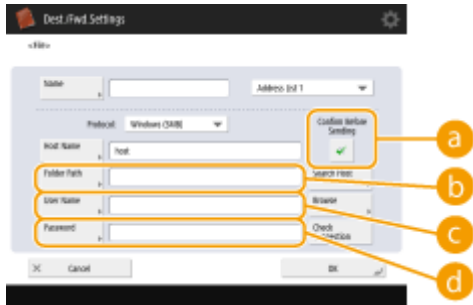 Dest./Fwd.Settings
<File>
Name
Address List 1
Protocol: Windows (SMB)
Confirm Before
Sending
Host Name
host
a
Folder Path
Search Host
b
User Name
Browse
c
Password
Check
d
Cancel
OK